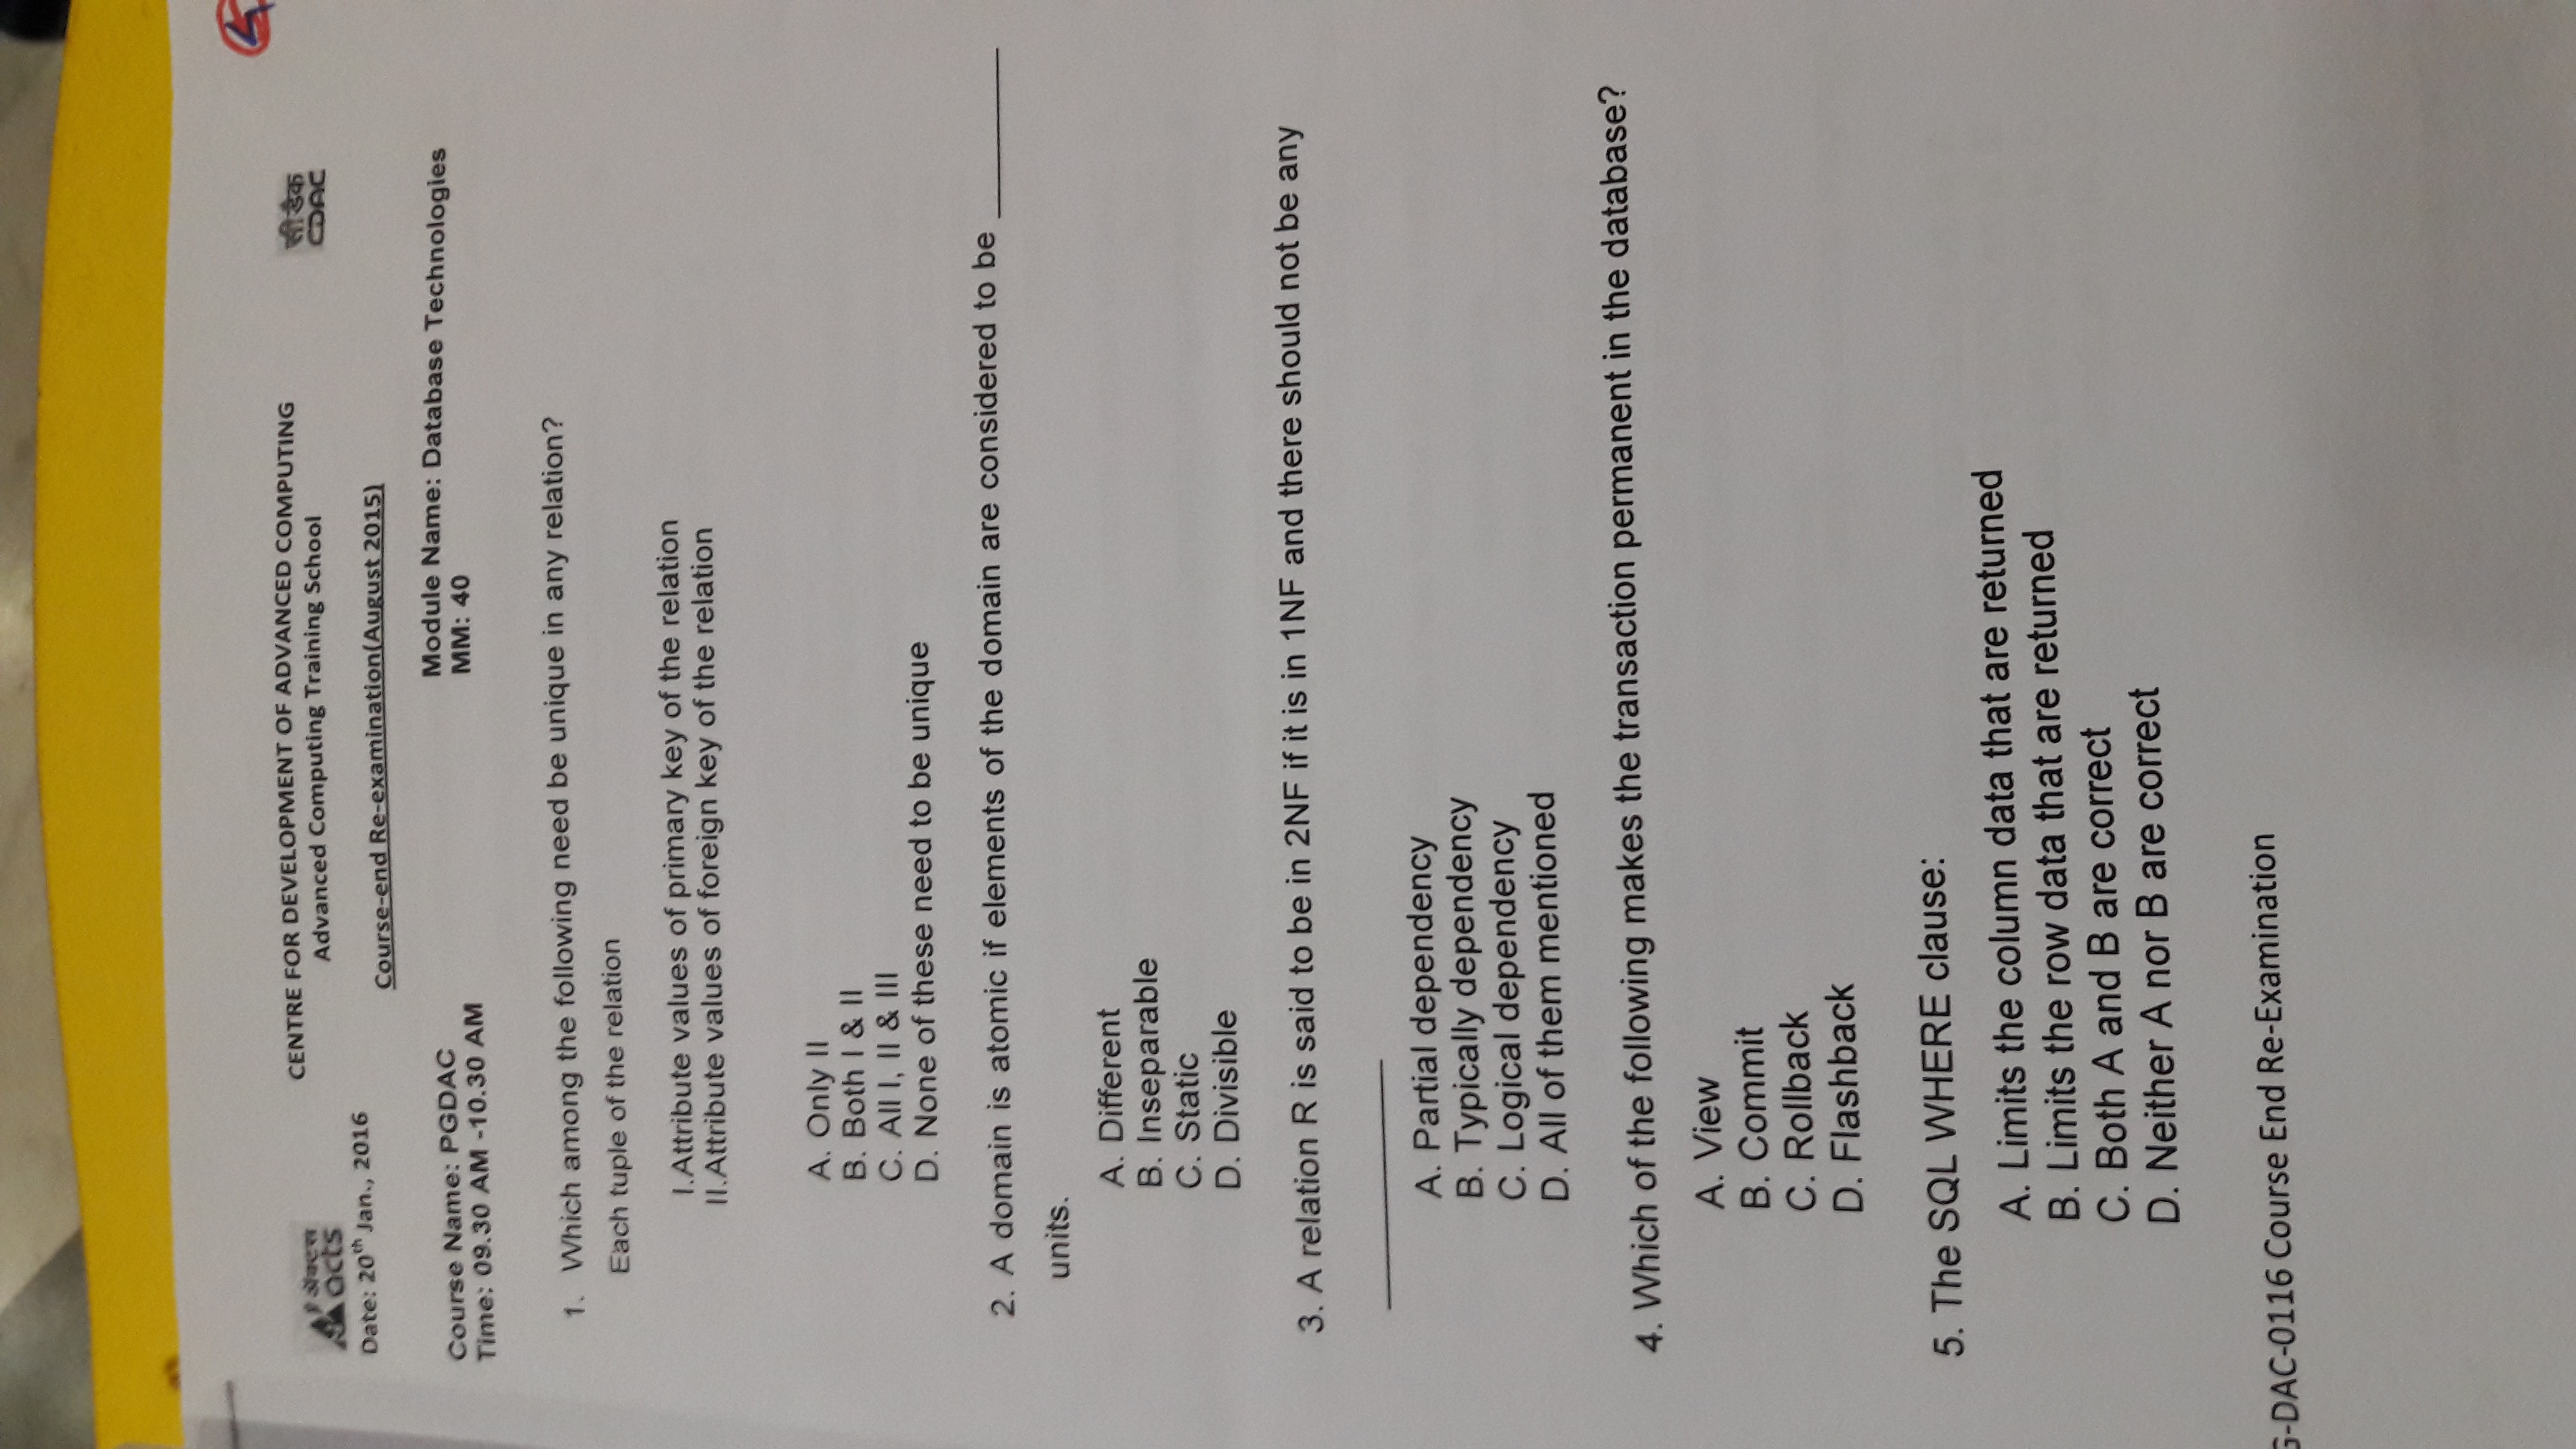 CENTRE FOR DEVELOPMENT OF ADVANCED COMPUTING
Advanced Computing Training School
ॲक्टस
acts
सी डैक
CDAC
Date: 20th Jan., 2016
Course-end Re-examination(August 2015)
Course Name: PGDAC
Module Name: Database Technologies
Time: 09.30 AM -10.30 AM
MM: 40
1. Which among the following need be unique in any relation?
Each tuple of the relation
I.Attribute values of primary key of the relation
II.Attribute values of foreign key of the relation
A. Only II
B. Both I & II
C. All I, II & III
D. None of these need to be unique
2. A domain is atomic if elements of the domain are considered to be __________
units.
A. Different
B. Inseparable
C. Static
D. Divisible
3. A relation R is said to be in 2NF if it is in 1NF and there should not be any
______________
A. Partial dependency
B. Typically dependency
C. Logical dependency
D. All of them mentioned
4. Which of the following makes the transaction permanent in the database?
A. View
B. Commit
C. Rollback
D. Flashback
5. The SQL WHERE clause:
A. Limits the column data that are returned
B. Limits the row data that are returned
C. Both A and B are correct
D. Neither A nor B are correct
G-DAC-0116 Course End Re-Examination